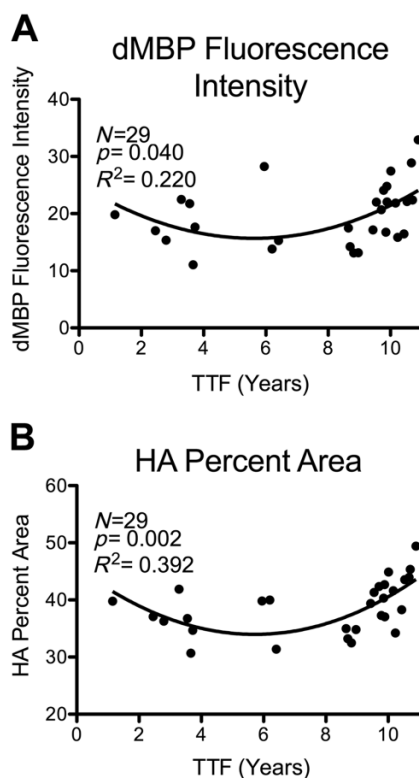 A
dMBP Fluorescence
Intensity
dMBP Fluorescence Intensity
40
30
20
10
0
N=29
p= 0.040
R²= 0.220
0 2 4 6 8 10
TTF (Years)
B
HA Percent Area
HA Percent Area
60
50
40
30
20
N=29
p= 0.002
R²= 0.392
0 2 4 6 8 10
TTF (Years)